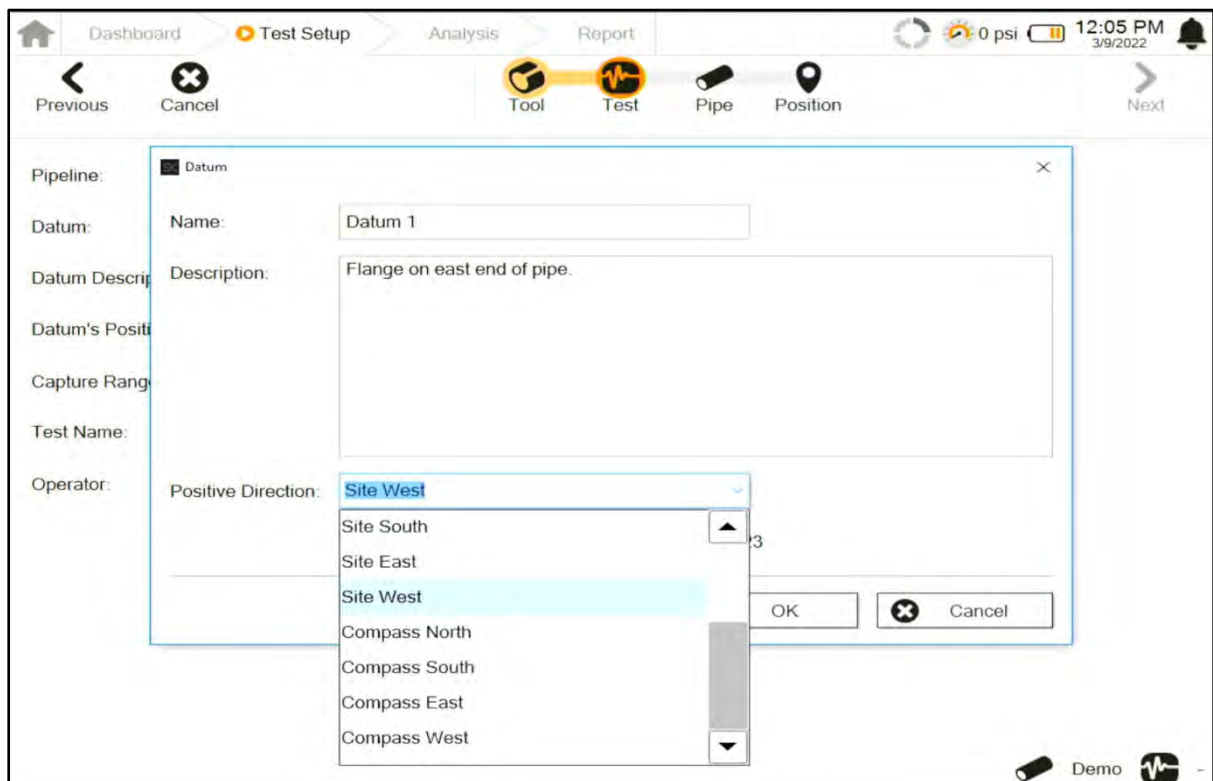 Dashboard Test Setup Analysis Report 0 psi 12:05 PM
3/9/2022
Previous Cancel Tool Test Pipe Position Next
Datum
Pipeline:
Name: Datum 1
Datum:
Description: Flange on east end of pipe.
Datum Descrip
Datum's Positi
Capture Rang
Test Name:
Operator:
Positive Direction: Site West
Site South
Site East
Site West
Compass North
Compass South
Compass East
Compass West
OK Cancel
Demo -